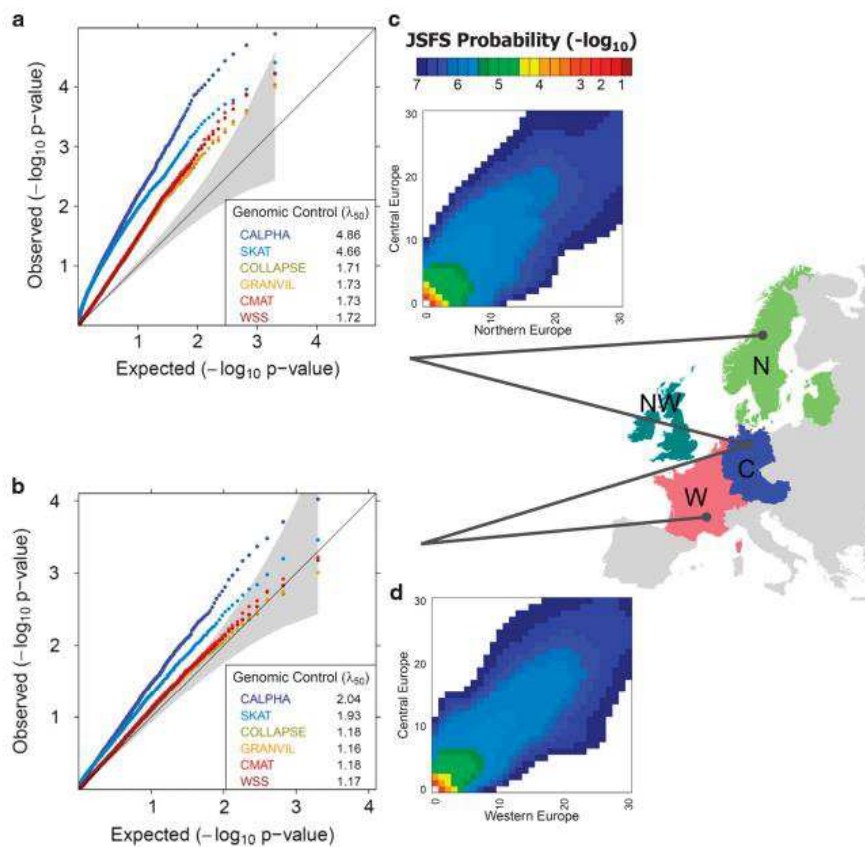 a
4
3
2
1
Observed (−log10 p−value)
Genomic Control (λ50)
CALPHA 4.86
SKAT 4.66
COLLAPSE 1.71
GRANVIL 1.73
CMAT 1.73
WSS 1.72
1 2 3 4
Expected (−log10 p−value)
c
JSFS Probability (-log10)
7 6 5 4 3 2 1
30
20
10
0
Central Europe
0 10 20 30
Northern Europe
N
NW
C
W
b
4
3
2
1
Observed (−log10 p−value)
Genomic Control (λ50)
CALPHA 2.04
SKAT 1.93
COLLAPSE 1.18
GRANVIL 1.16
CMAT 1.18
WSS 1.17
1 2 3 4
Expected (−log10 p−value)
d
30
20
10
0
Central Europe
0 10 20 30
Western Europe